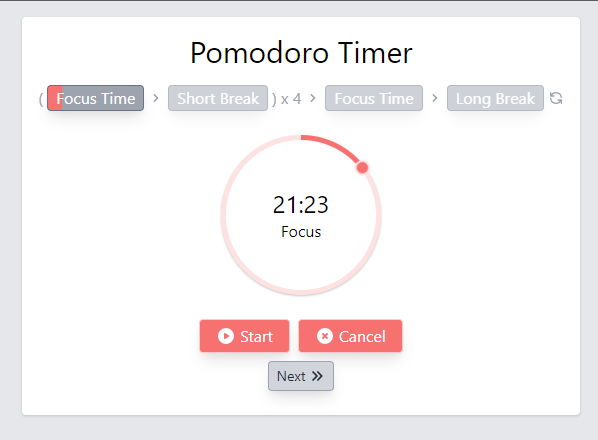 Pomodoro Timer
( Focus Time > Short Break ) x 4 > Focus Time > Long Break
21:23
Focus
Start Cancel
Next »